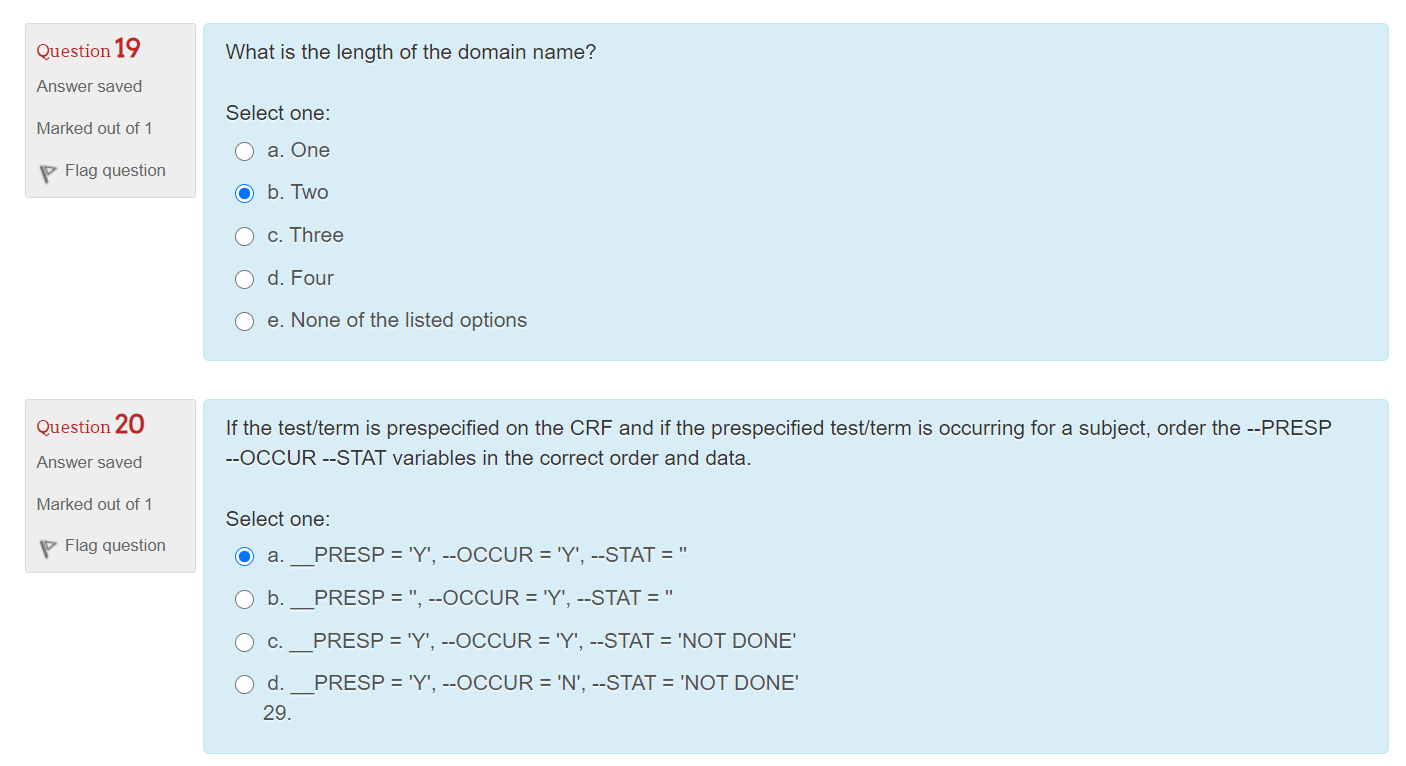 Question 19
Answer saved
Marked out of 1
Flag question
What is the length of the domain name?
Select one:
a. One
b. Two
c. Three
d. Four
e. None of the listed options
Question 20
Answer saved
Marked out of 1
Flag question
If the test/term is prespecified on the CRF and if the prespecified test/term is occurring for a subject, order the --PRESP
--OCCUR --STAT variables in the correct order and data.
Select one:
a. __PRESP = 'Y', --OCCUR = 'Y', --STAT = ''
b. __PRESP = '', --OCCUR = 'Y', --STAT = ''
c. __PRESP = 'Y', --OCCUR = 'Y', --STAT = 'NOT DONE'
d. __PRESP = 'Y', --OCCUR = 'N', --STAT = 'NOT DONE'
29.